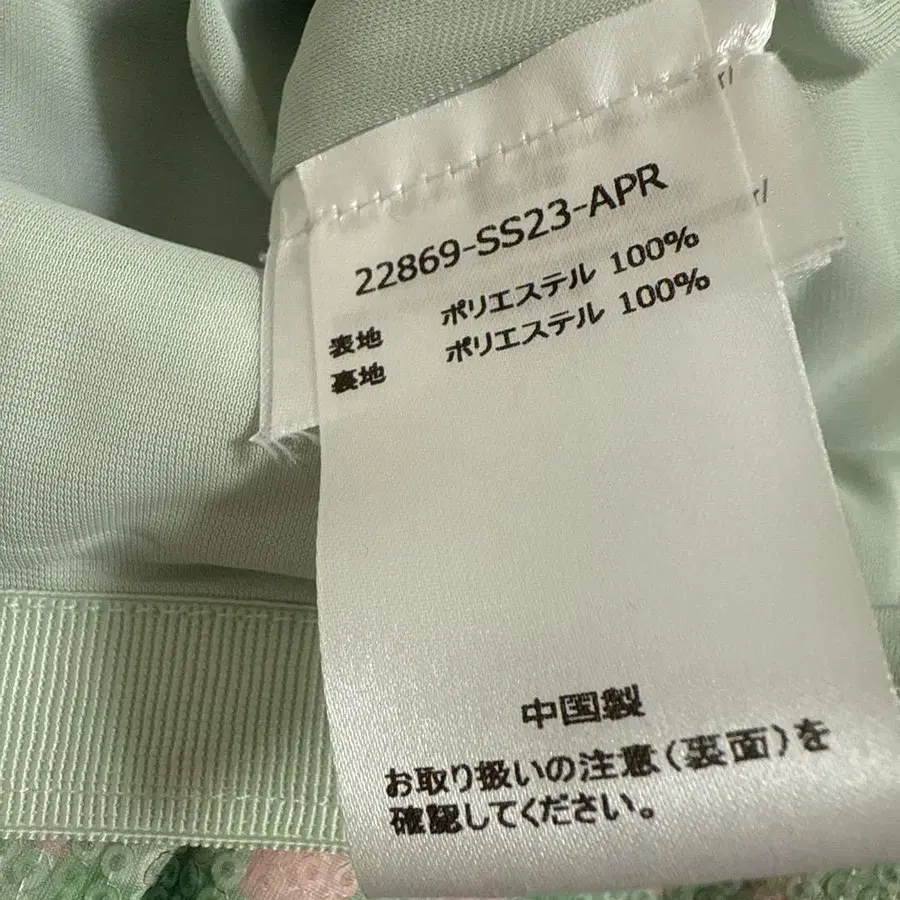 22869-SS23-APR
表地 ポリエステル 100%
裏地 ポリエステル 100%
中国製
お取り扱いの注意(裏面)を
確認してください。